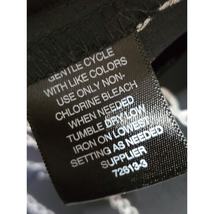 GENTLE CYCLE
WITH LIKE COLORS
USE ONLY NON-
CHLORINE BLEACH
WHEN NEEDED
TUMBLE DRY LOW
IRON ON LOWEST
SETTING AS NEEDED
SUPPLIER
72613-3